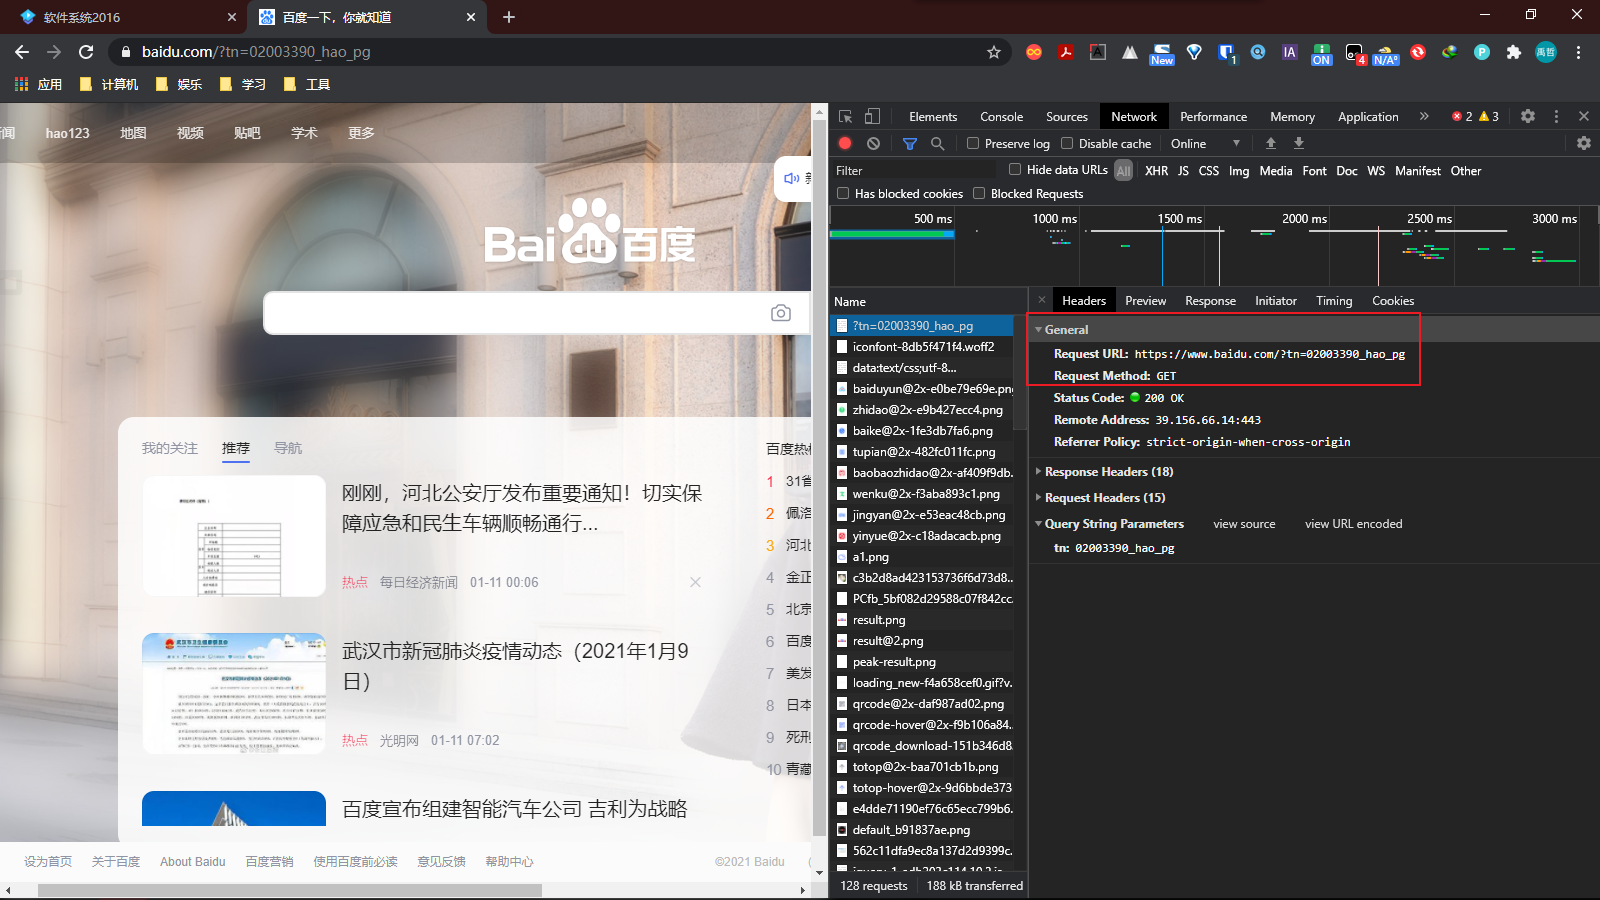 软件系统2016
百度一下，你就知道
baidu.com/?tn=02003390_hao_pg
New
1
ON
4
N/A°
IA
P
禹哲
应用
计算机
娱乐
学习
工具
闻
hao123
地图
视频
贴吧
学术
更多
Bai du 百度
我的关注
推荐
导航
刚刚，河北公安厅发布重要通知！切实保
障应急和民生车辆顺畅通行...
热点 每日经济新闻 01-11 00:06
武汉市新冠肺炎疫情动态（2021年1月9
日）
热点 光明网 01-11 07:02
百度宣布组建智能汽车公司 吉利为战略
百度热
1 31省
2 佩洛
3 河北
4 金正
5 北京
6 百度
7 美发
8 日本
9 死刑
10 青藏
设为首页
关于百度
About Baidu
百度营销
使用百度前必读
意见反馈
帮助中心
©2021 Baidu
Elements
Console
Sources
Network
Performance
Memory
Application
»
2
3
Preserve log
Disable cache
Online
Filter
Hide data URLs
All
XHR
JS
CSS
Img
Media
Font
Doc
WS
Manifest
Other
Has blocked cookies
Blocked Requests
500 ms
1000 ms
1500 ms
2000 ms
2500 ms
3000 ms
Name
?tn=02003390_hao_pg
iconfont-8db5f471f4.woff2
data:text/css;utf-8...
baiduyun@2x-e0be79e69e.png
zhidao@2x-e9b427ecc4.png
baike@2x-1fe3db7fa6.png
tupian@2x-482fc011fc.png
baobaozhidao@2x-af409f9db.
wenku@2x-f3aba893c1.png
jingyan@2x-e53eac48cb.png
yinyue@2x-c18adacacb.png
a1.png
c3b2d8ad423153736f6d73d8..
PCfb_5bf082d29588c07f842cc.
result.png
result@2.png
peak-result.png
loading_new-f4a658cef0.gif?v.
qrcode@2x-daf987ad02.png
qrcode-hover@2x-f9b106a84..
qrcode_download-151b346d8.
totop@2x-baa701cb1b.png
totop-hover@2x-9d6bbde373
e4dde71190ef76c65ecc799b6.
default_b91837ae.png
562c11dfa9ec8a137d2d9399c.
128 requests
188 kB transferred
Headers
Preview
Response
Initiator
Timing
Cookies
General
Request URL: https://www.baidu.com/?tn=02003390_hao_pg
Request Method: GET
Status Code: 200 OK
Remote Address: 39.156.66.14:443
Referrer Policy: strict-origin-when-cross-origin
Response Headers (18)
Request Headers (15)
Query String Parameters
view source
view URL encoded
tn: 02003390_hao_pg